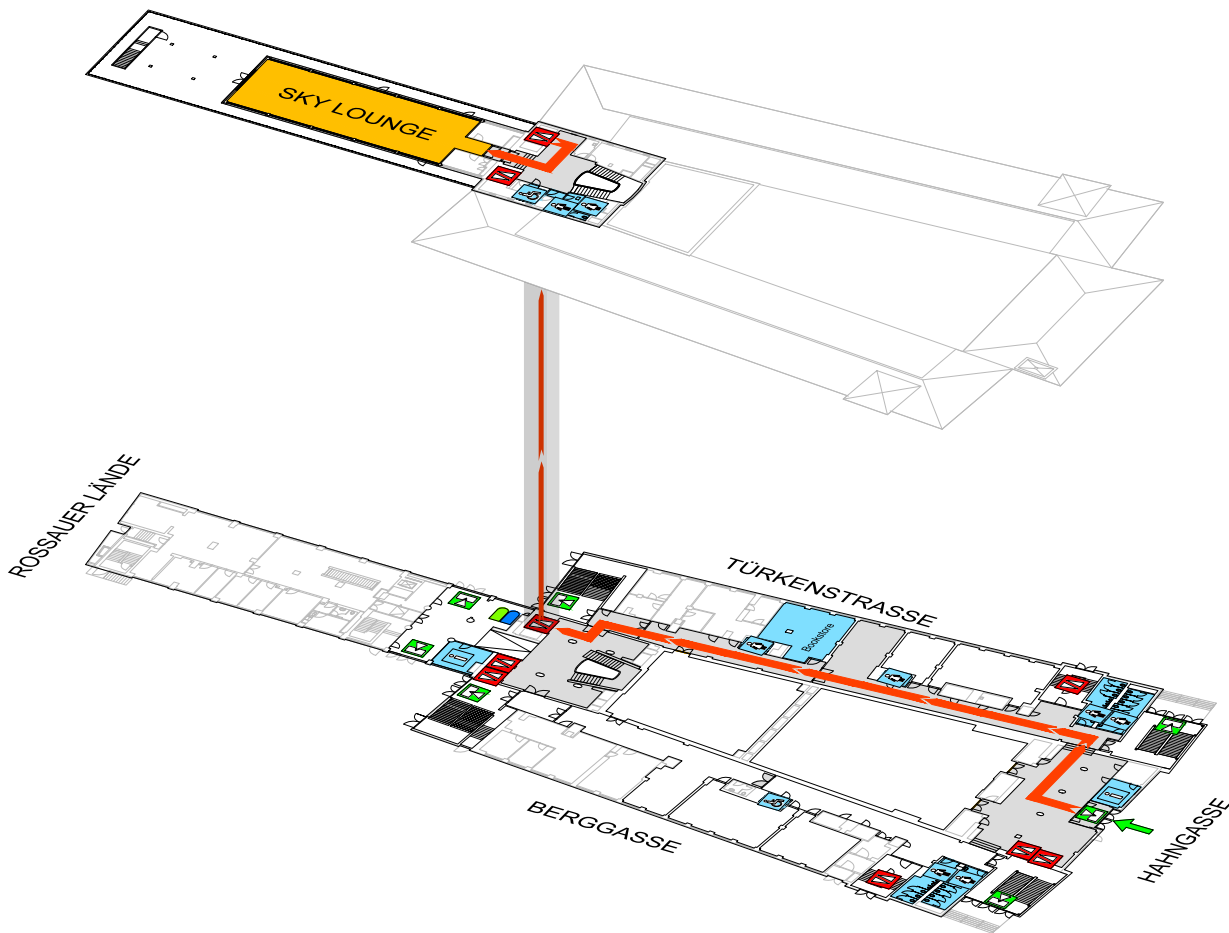 SKY LOUNGE
ROSSAUER LÄNDE
TÜRKENSTRASSE
Bookstore
BERGGASSE
HAHNGASSE